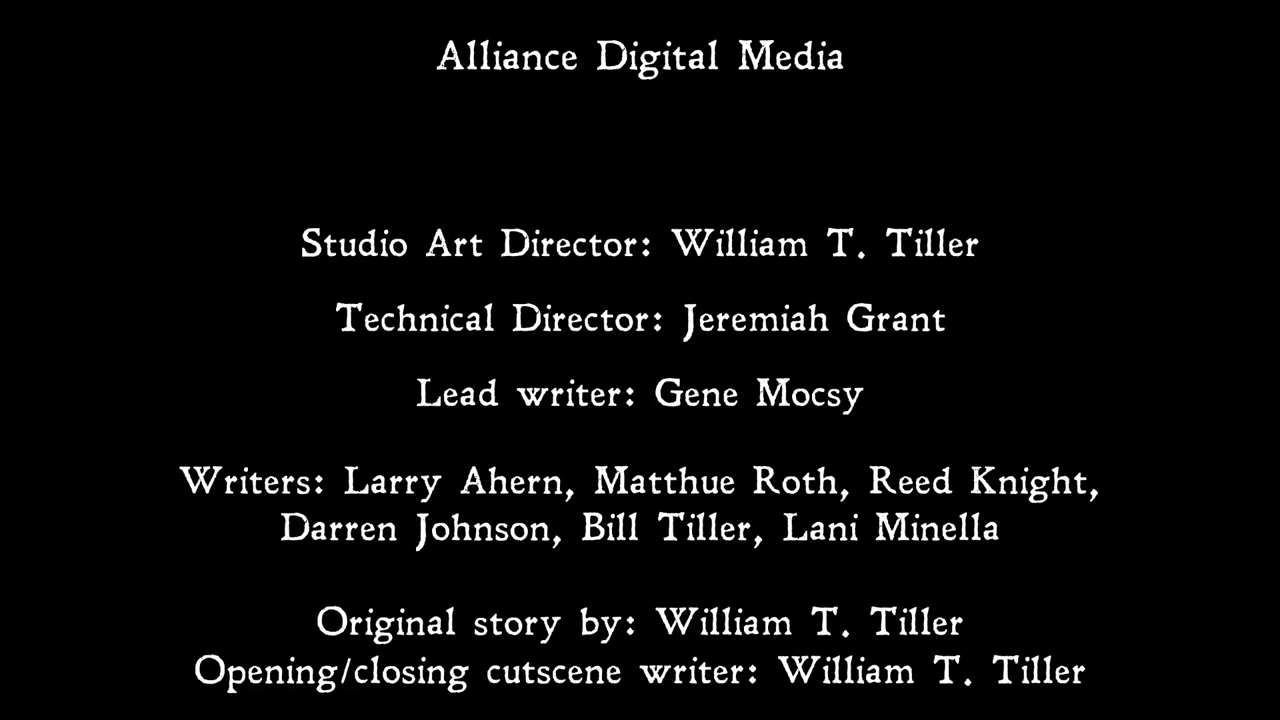 Alliance Digital Media
Studio Art Director: William T. Tiller
Technical Director: Jeremiah Grant
Lead writer: Gene Mocsy
Writers: Larry Ahern, Matthue Roth, Reed Knight,
Darren Johnson, Bill Tiller, Lani Minella
Original story by: William T. Tiller
Opening/closing cutscene writer: William T. Tiller